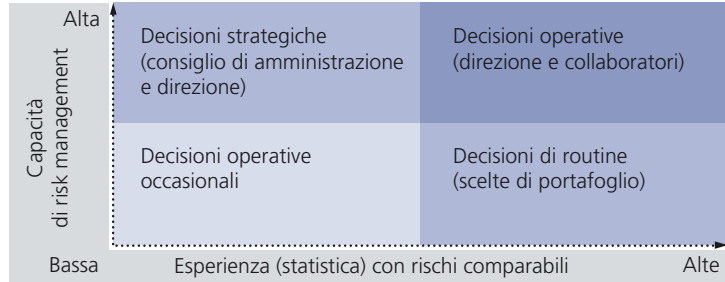 Alta
Capacità
di risk management
Decisioni strategiche
(consiglio di amministrazione
e direzione)
Decisioni operative
(direzione e collaboratori)
Decisioni operative
occasionali
Decisioni di routine
(scelte di portafoglio)
Bassa
Esperienza (statistica) con rischi comparabili
Alte